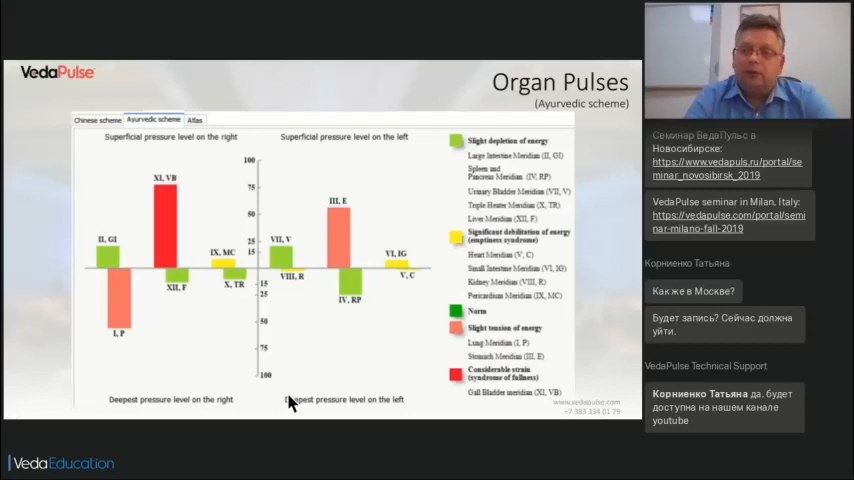 VedaPulse
Organ Pulses
(Ayurvedic scheme)
Chinese scheme Ayurvedic scheme Atlas
Superficial pressure level on the right
Superficial pressure level on the left
100
75
50
25
15
15
25
50
75
100
II, GI
I, P
XI, VB
XII, F
IX, MC
X, TR
VII, V
VIII, R
III, E
IV, RP
VI, IG
V, C
Deepest pressure level on the right
Deepest pressure level on the left
Slight depletion of energy
Large Intestine Meridian (II, GI)
Spleen and
Pancreas Meridian (IV, RP)
Urinary Bladder Meridian (VII, V)
Triple Heater Meridian (X, TR)
Liver Meridian (XII, F)
Significant debilitation of energy
(emptiness syndrome)
Heart Meridian (V, C)
Small Intestine Meridian (VI, IG)
Kidney Meridian (VIII, R)
Pericardium Meridian (IX, MC)
Norm
Slight tension of energy
Lung Meridian (I, P)
Stomach Meridian (III, E)
Considerable strain
(syndrome of fullness)
Gall Bladder meridian (XI, VB)
www.vedapulse.com
+7 383 334 01 79
VedaEducation
Семинар ВедаПульс в
Новосибирске:
https://www.vedapuls.ru/portal/se
minar_novosibirsk_2019
VedaPulse seminar in Milan, Italy:
https://vedapulse.com/portal/semi
nar-milano-fall-2019
Корниенко Татьяна
Как же в Москве?
Будет запись? Сейчас должна
уйти.
VedaPulse Technical Support
Корниенко Татьяна да, будет
доступна на нашем канале
youtube